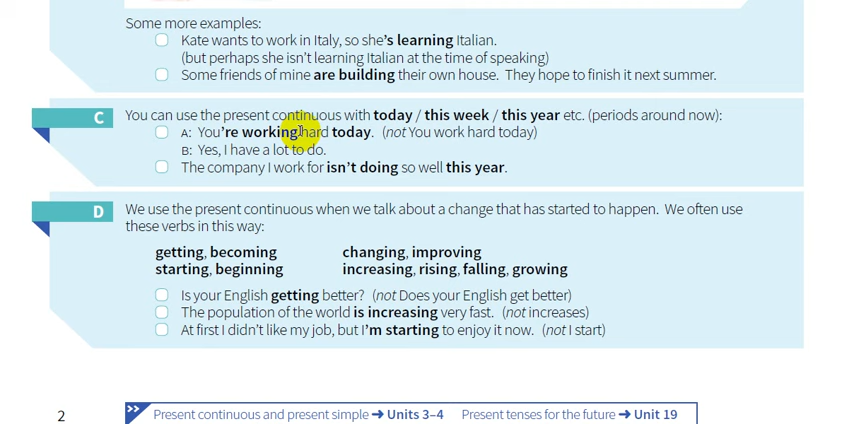 Some more examples:
Kate wants to work in Italy, so she's learning Italian.
(but perhaps she isn't learning Italian at the time of speaking)
Some friends of mine are building their own house. They hope to finish it next summer.
C
You can use the present continuous with today / this week / this year etc. (periods around now):
A: You're working hard today. (not You work hard today)
B: Yes, I have a lot to do.
The company I work for isn't doing so well this year.
D
We use the present continuous when we talk about a change that has started to happen. We often use
these verbs in this way:
getting, becoming changing, improving
starting, beginning increasing, rising, falling, growing
Is your English getting better? (not Does your English get better)
The population of the world is increasing very fast. (not increases)
At first I didn't like my job, but I'm starting to enjoy it now. (not I start)
2
>> Present continuous and present simple ➜ Units 3–4 Present tenses for the future ➜ Unit 19